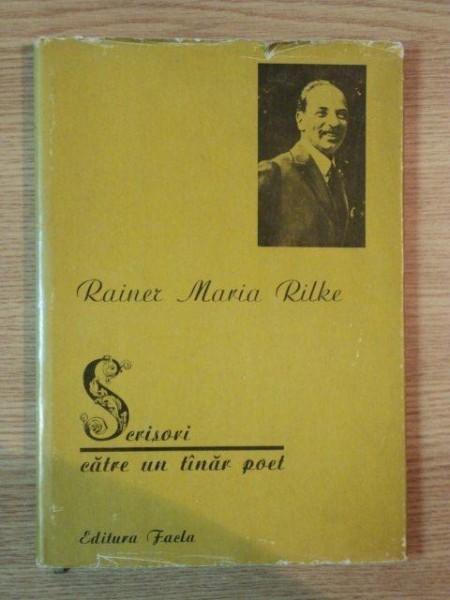 Rainer Maria Rilke
Scrisori
către un tînăr poet
Editura Facla